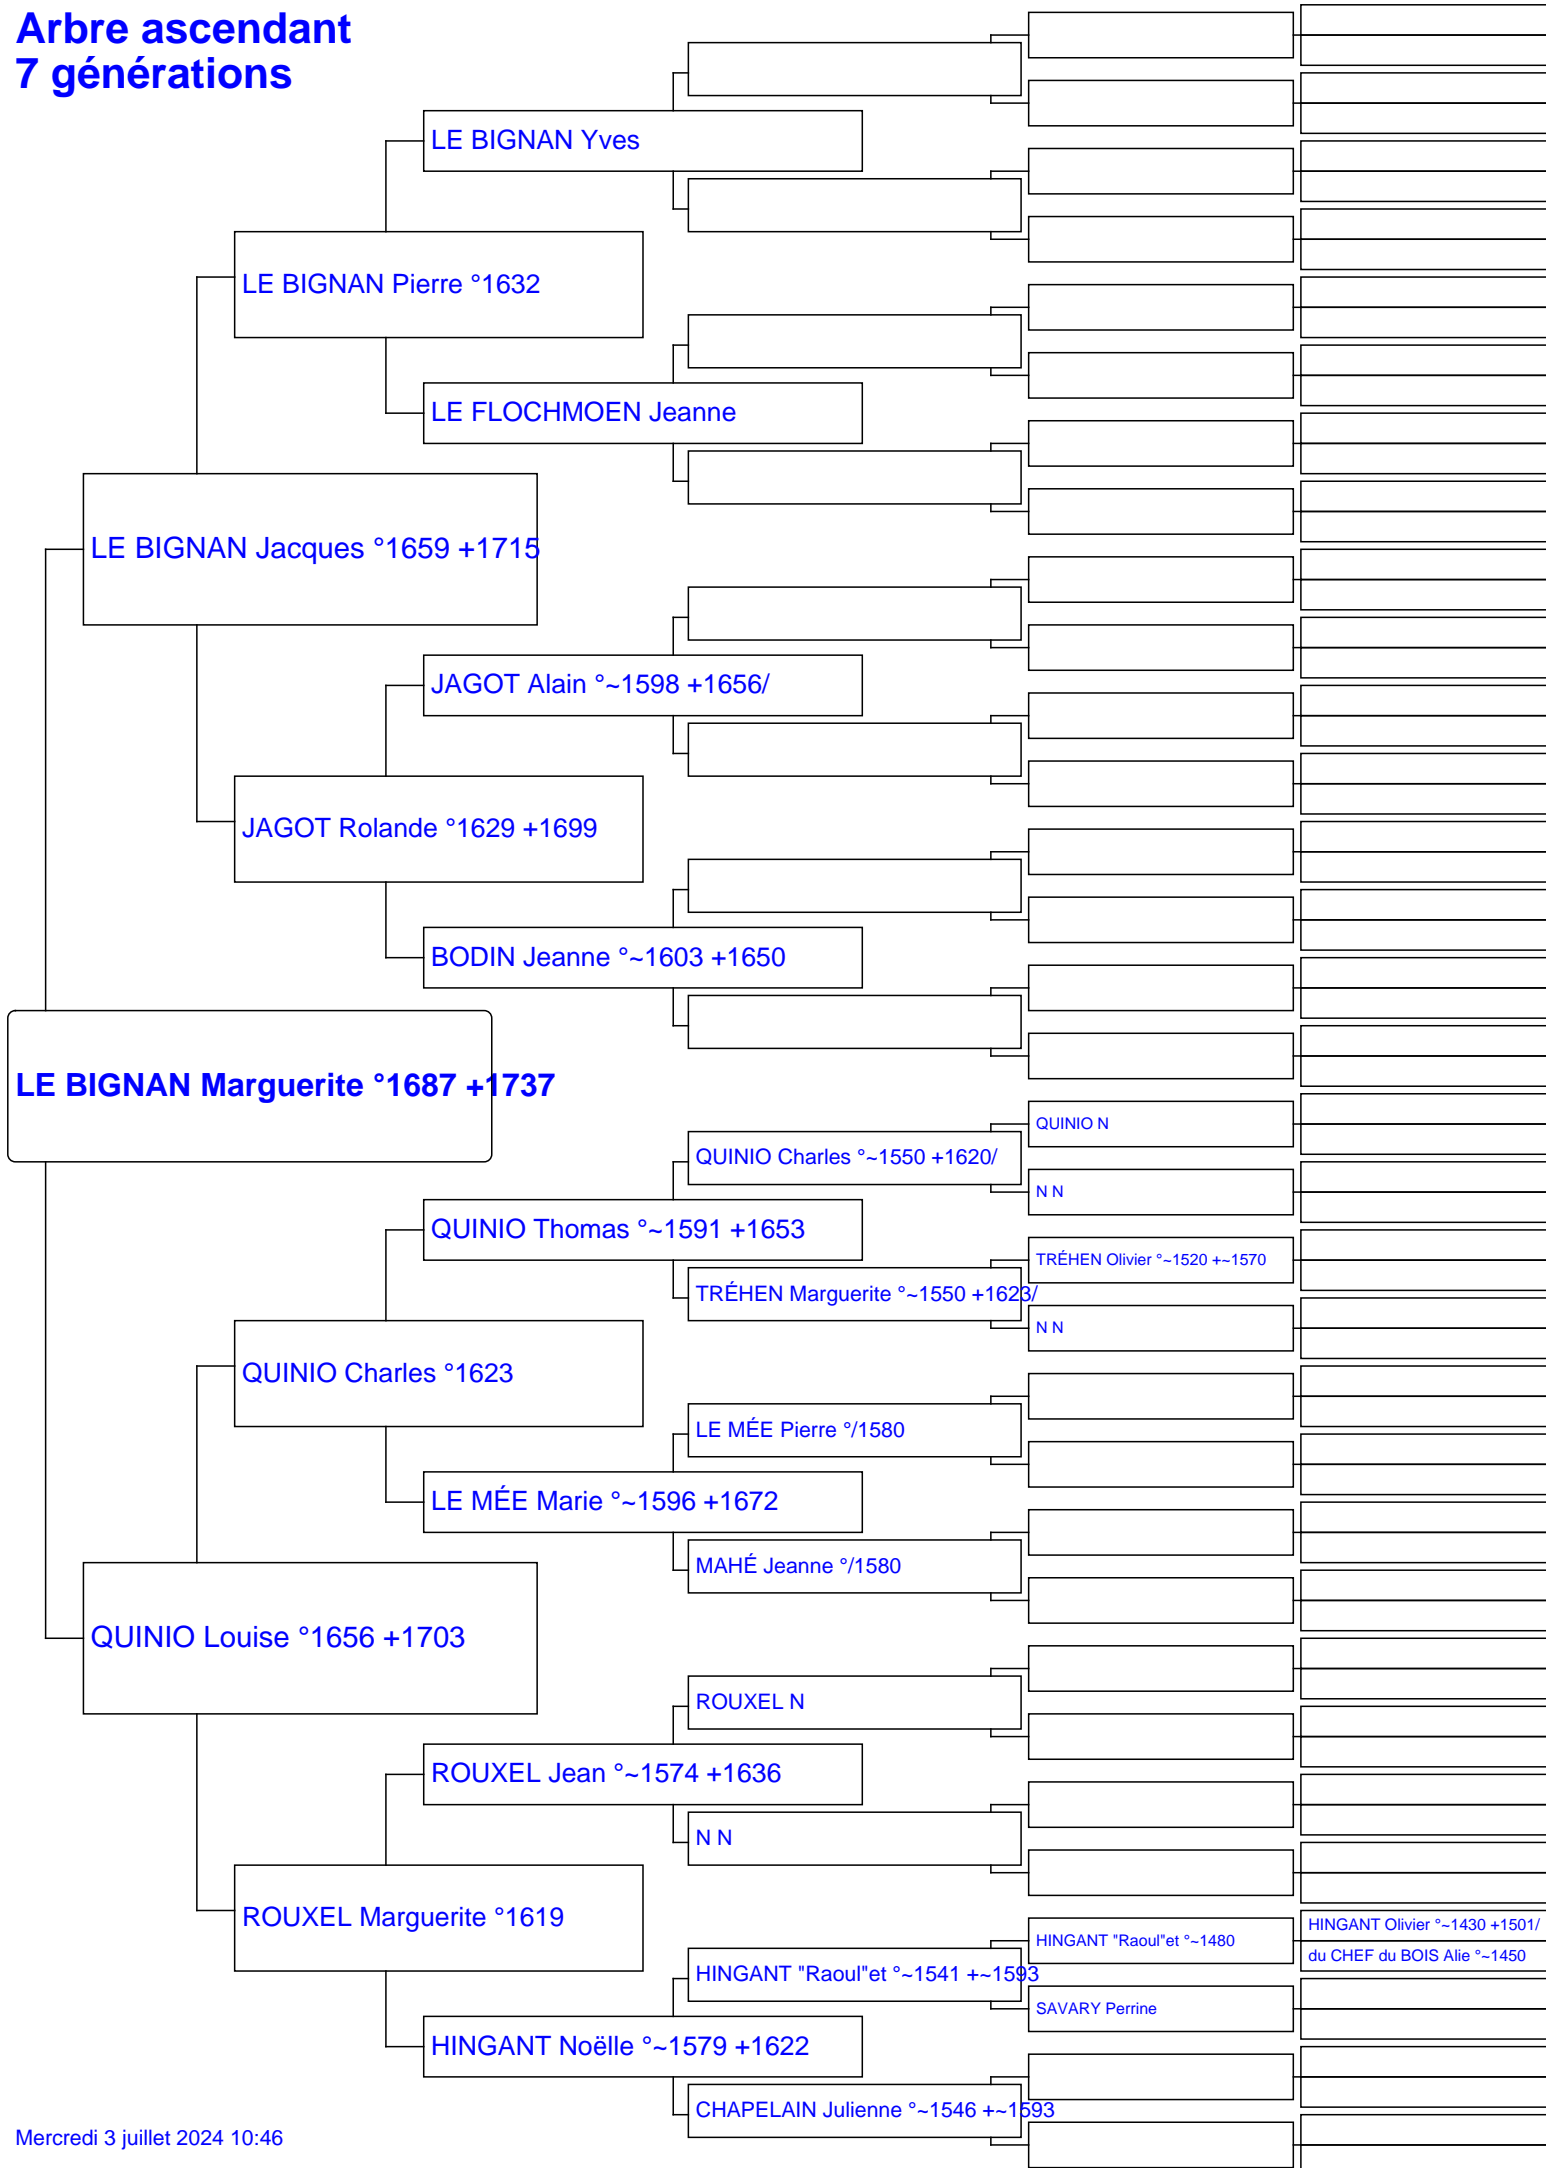 Arbre ascendant
7 générations
LE BIGNAN Yves
LE BIGNAN Pierre °1632
LE FLOCHMOEN Jeanne
LE BIGNAN Jacques °1659 +1715
JAGOT Alain °~1598 +1656/
JAGOT Rolande °1629 +1699
BODIN Jeanne °~1603 +1650
LE BIGNAN Marguerite °1687 +1737
QUINIO N
QUINIO Charles °~1550 +1620/
N N
QUINIO Thomas °~1591 +1653
TRÉHEN Olivier °~1520 +~1570
TRÉHEN Marguerite °~1550 +1623/
N N
QUINIO Charles °1623
LE MÉE Pierre °/1580
LE MÉE Marie °~1596 +1672
MAHÉ Jeanne °/1580
QUINIO Louise °1656 +1703
ROUXEL N
ROUXEL Jean °~1574 +1636
N N
ROUXEL Marguerite °1619
HINGANT Olivier °~1430 +1501/
HINGANT "Raoul"et °~1480
du CHEF du BOIS Alie °~1450
HINGANT "Raoul"et °~1541 +~1593
SAVARY Perrine
HINGANT Noëlle °~1579 +1622
CHAPELAIN Julienne °~1546 +~1593
Mercredi 3 juillet 2024 10:46